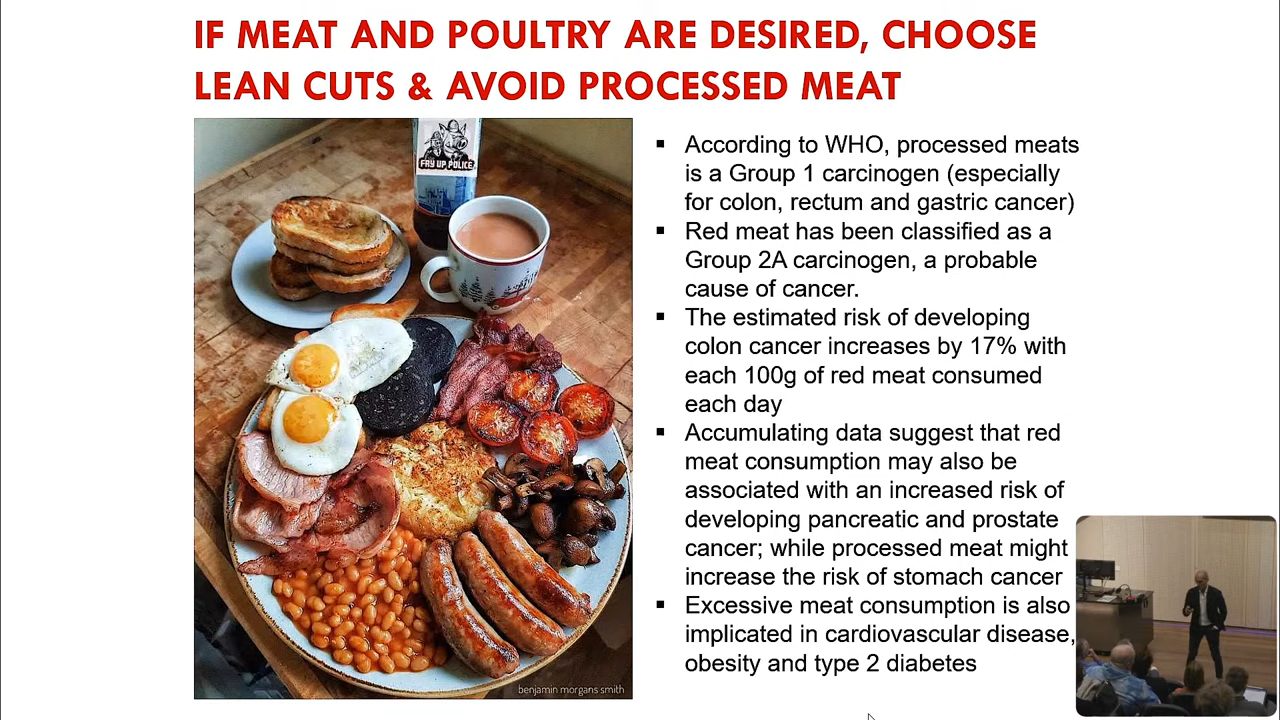 IF MEAT AND POULTRY ARE DESIRED, CHOOSE
LEAN CUTS & AVOID PROCESSED MEAT
FRY UP POLICE
▪ According to WHO, processed meats
is a Group 1 carcinogen (especially
for colon, rectum and gastric cancer)
▪ Red meat has been classified as a
Group 2A carcinogen, a probable
cause of cancer.
▪ The estimated risk of developing
colon cancer increases by 17% with
each 100g of red meat consumed
each day
▪ Accumulating data suggest that red
meat consumption may also be
associated with an increased risk of
developing pancreatic and prostate
cancer; while processed meat might
increase the risk of stomach cancer
▪ Excessive meat consumption is also
implicated in cardiovascular disease,
obesity and type 2 diabetes
benjamin morgans smith